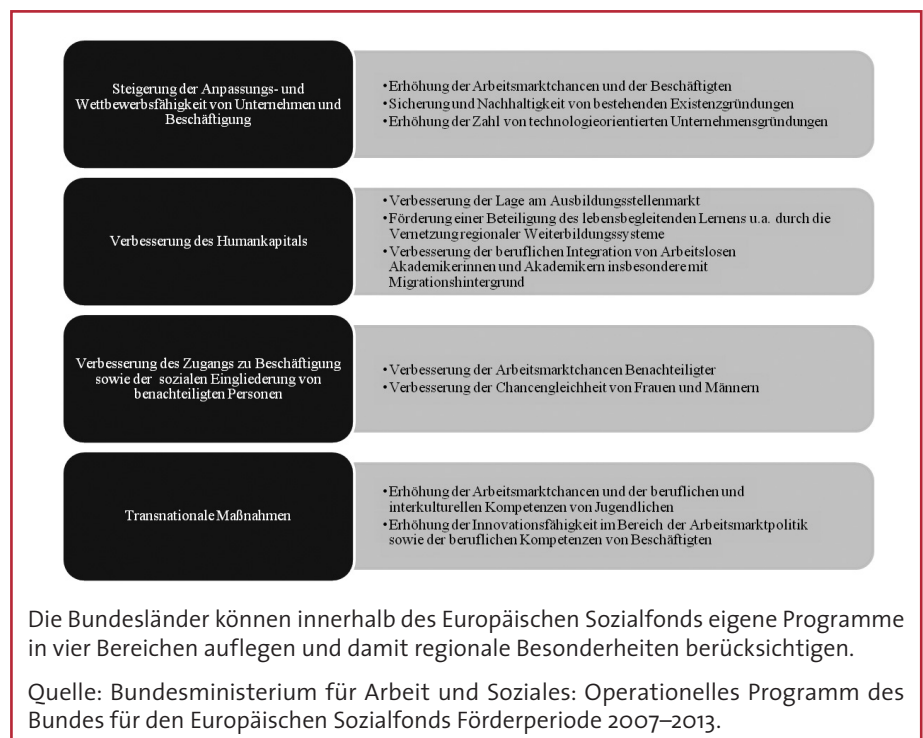 Steigerung der Anpassungs- und
Wettbewerbsfähigkeit von Unternehmen und
Beschäftigung
•Erhöhung der Arbeitsmarktchancen und der Beschäftigten
•Sicherung und Nachhaltigkeit von bestehenden Existenzgründungen
•Erhöhung der Zahl von technologieorientierten Unternehmensgründungen
Verbesserung des Humankapitals
•Verbesserung der Lage am Ausbildungsstellenmarkt
•Förderung einer Beteiligung des lebensbegleitenden Lernens u.a. durch die
Vernetzung regionaler Weiterbildungssysteme
•Verbesserung der beruflichen Integration von Arbeitslosen
Akademikerinnen und Akademikern insbesondere mit
Migrationshintergrund
Verbesserung des Zugangs zu Beschäftigung
sowie der sozialen Eingliederung von
benachteiligten Personen
•Verbesserung der Arbeitsmarktchancen Benachteiligter
•Verbesserung der Chancengleichheit von Frauen und Männern
Transnationale Maßnahmen
•Erhöhung der Arbeitsmarktchancen und der beruflichen und
interkulturellen Kompetenzen von Jugendlichen
•Erhöhung der Innovationsfähigkeit im Bereich der Arbeitsmarktpolitik
sowie der beruflichen Kompetenzen von Beschäftigten
Die Bundesländer können innerhalb des Europäischen Sozialfonds eigene Programme
in vier Bereichen auflegen und damit regionale Besonderheiten berücksichtigen.
Quelle: Bundesministerium für Arbeit und Soziales: Operationelles Programm des
Bundes für den Europäischen Sozialfonds Förderperiode 2007–2013.